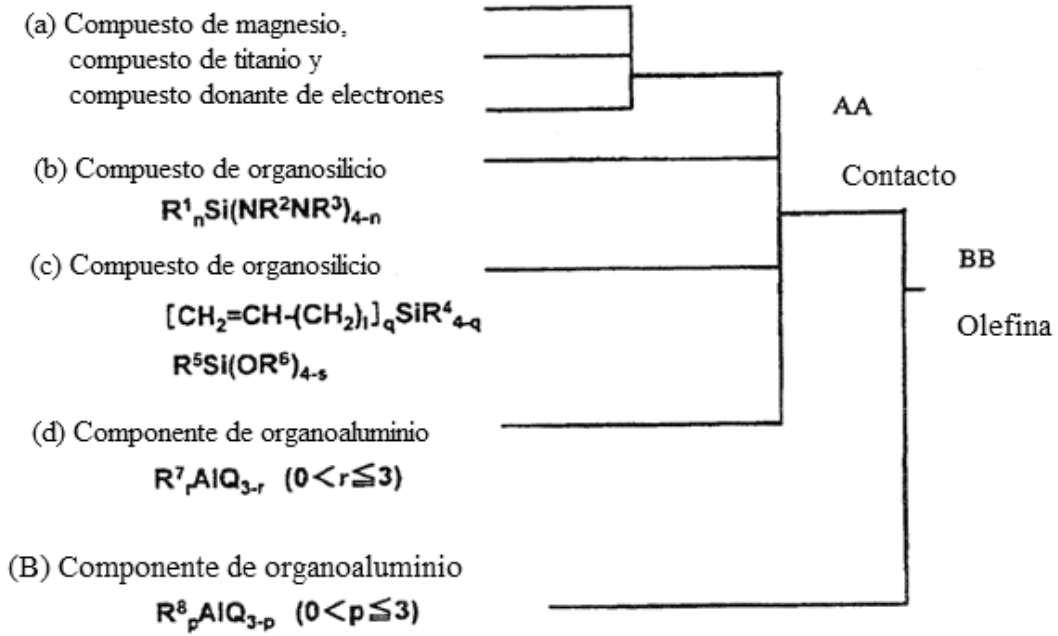 (a) Compuesto de magnesio,
compuesto de titanio y
compuesto donante de electrones
AA
(b) Compuesto de organosilicio
Contacto
R¹ₙSi(NR²NR³)₄₋ₙ
(c) Compuesto de organosilicio
BB
[CH₂=CH-(CH₂)ₗ]qSiR⁴₄₋q
Olefina
R⁵Si(OR⁶)₄₋ₛ
(d) Componente de organoaluminio
R⁷ᵣAlQ₃₋ᵣ (0<r≦3)
(B) Componente de organoaluminio
R⁸ₚAlQ₃₋ₚ (0<p≦3)